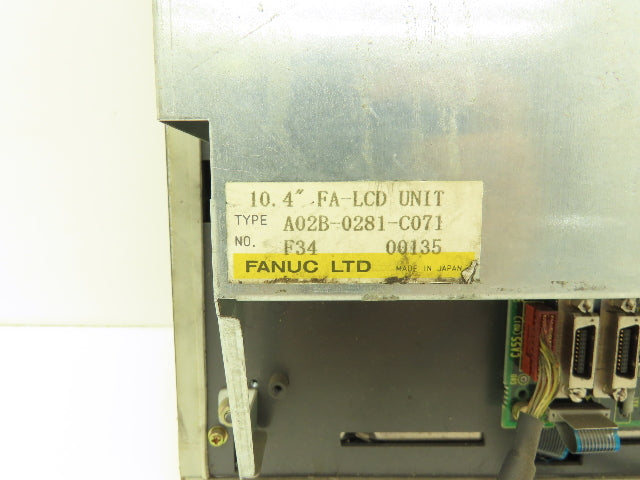 10.4″ FA-LCD UNIT
TYPE A02B-0281-C071
NO. F34 00135
FANUC LTD MADE IN JAPAN